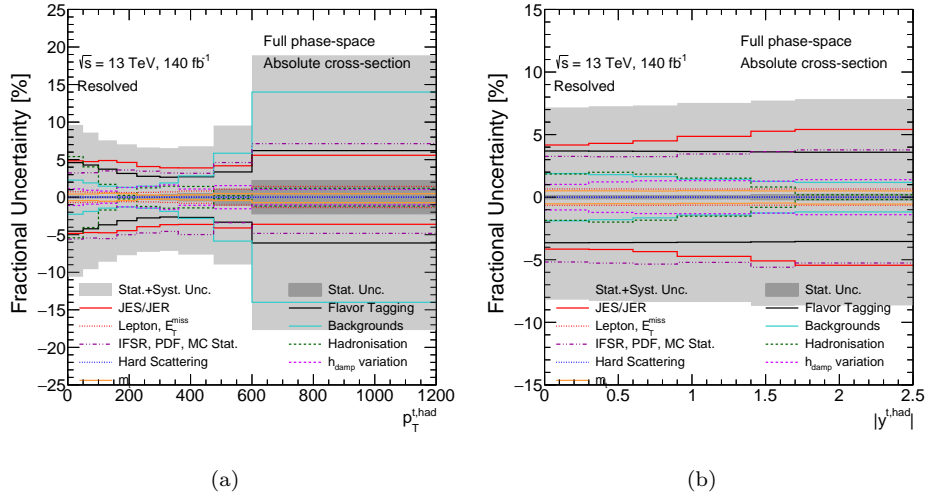 Fractional Uncertainty [%]
25
20
15
10
5
0
−5
−10
−15
−20
−25
Full phase-space
√s = 13 TeV, 140 fb⁻¹ Absolute cross-section
Resolved
Stat.+Syst. Unc. Stat. Unc.
JES/JER Flavor Tagging
Lepton, E_T^miss Backgrounds
IFSR, PDF, MC Stat. Hadronisation
Hard Scattering h_damp variation
0 200 400 600 800 1000 1200
p_T^t,had
(a)
Fractional Uncertainty [%]
15
10
5
0
−5
−10
−15
Full phase-space
√s = 13 TeV, 140 fb⁻¹ Absolute cross-section
Resolved
Stat.+Syst. Unc. Stat. Unc.
JES/JER Flavor Tagging
Lepton, E_T^miss Backgrounds
IFSR, PDF, MC Stat. Hadronisation
Hard Scattering h_damp variation
0 0.5 1 1.5 2 2.5
|y^t,had|
(b)